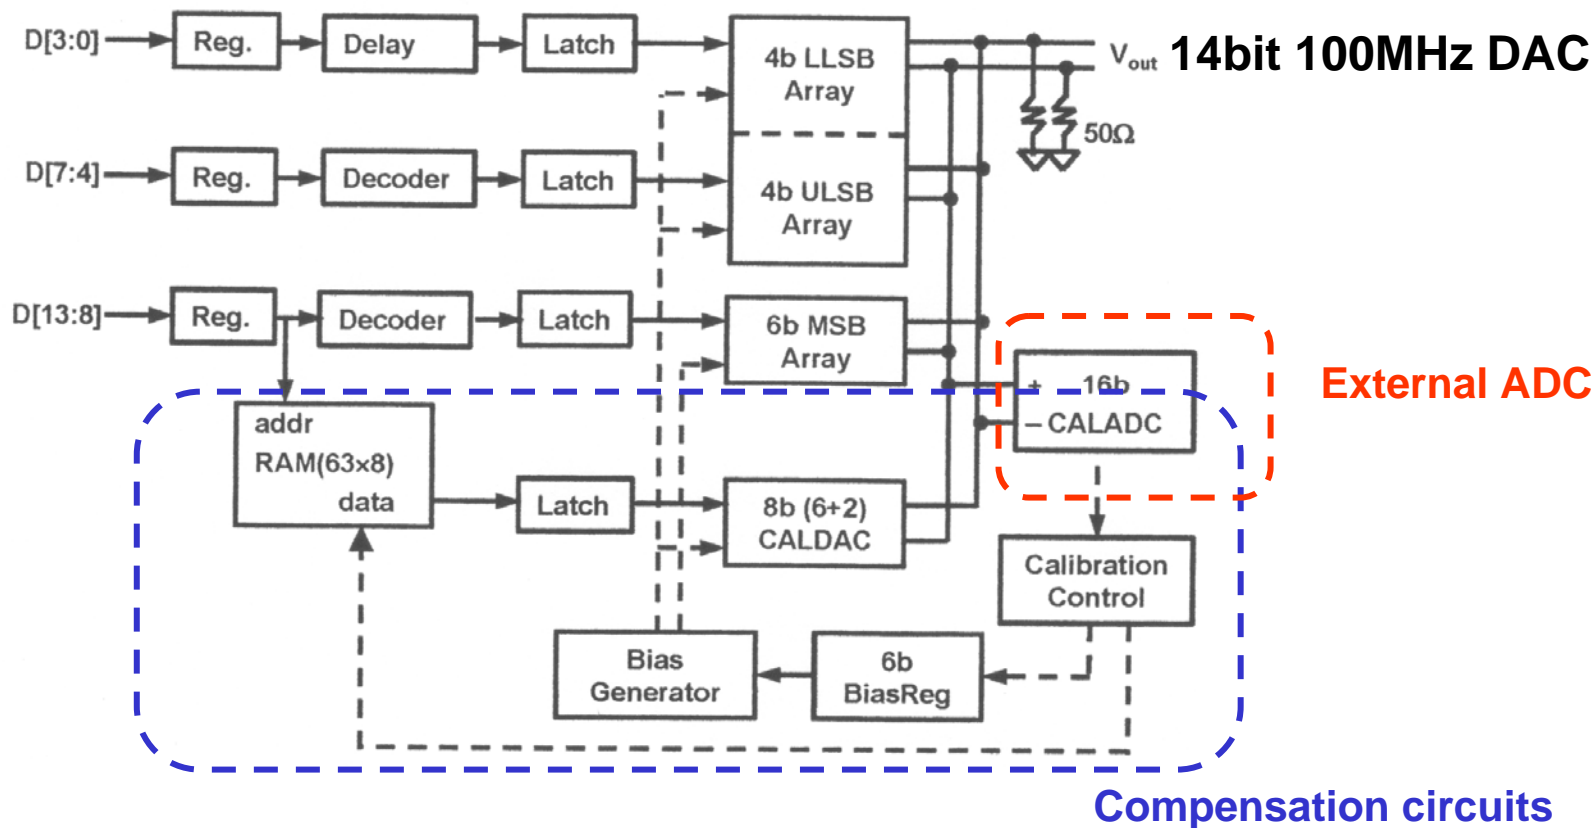 D[3:0]
Reg.
Delay
Latch
4b LLSB
Array
Vout
14bit 100MHz DAC
50Ω
D[7:4]
Reg.
Decoder
Latch
4b ULSB
Array
D[13:8]
Reg.
Decoder
Latch
6b MSB
Array
+ 16b
– CALADC
External ADC
addr
RAM(63×8)
data
Latch
8b (6+2)
CALDAC
Calibration
Control
Bias
Generator
6b
BiasReg
Compensation circuits